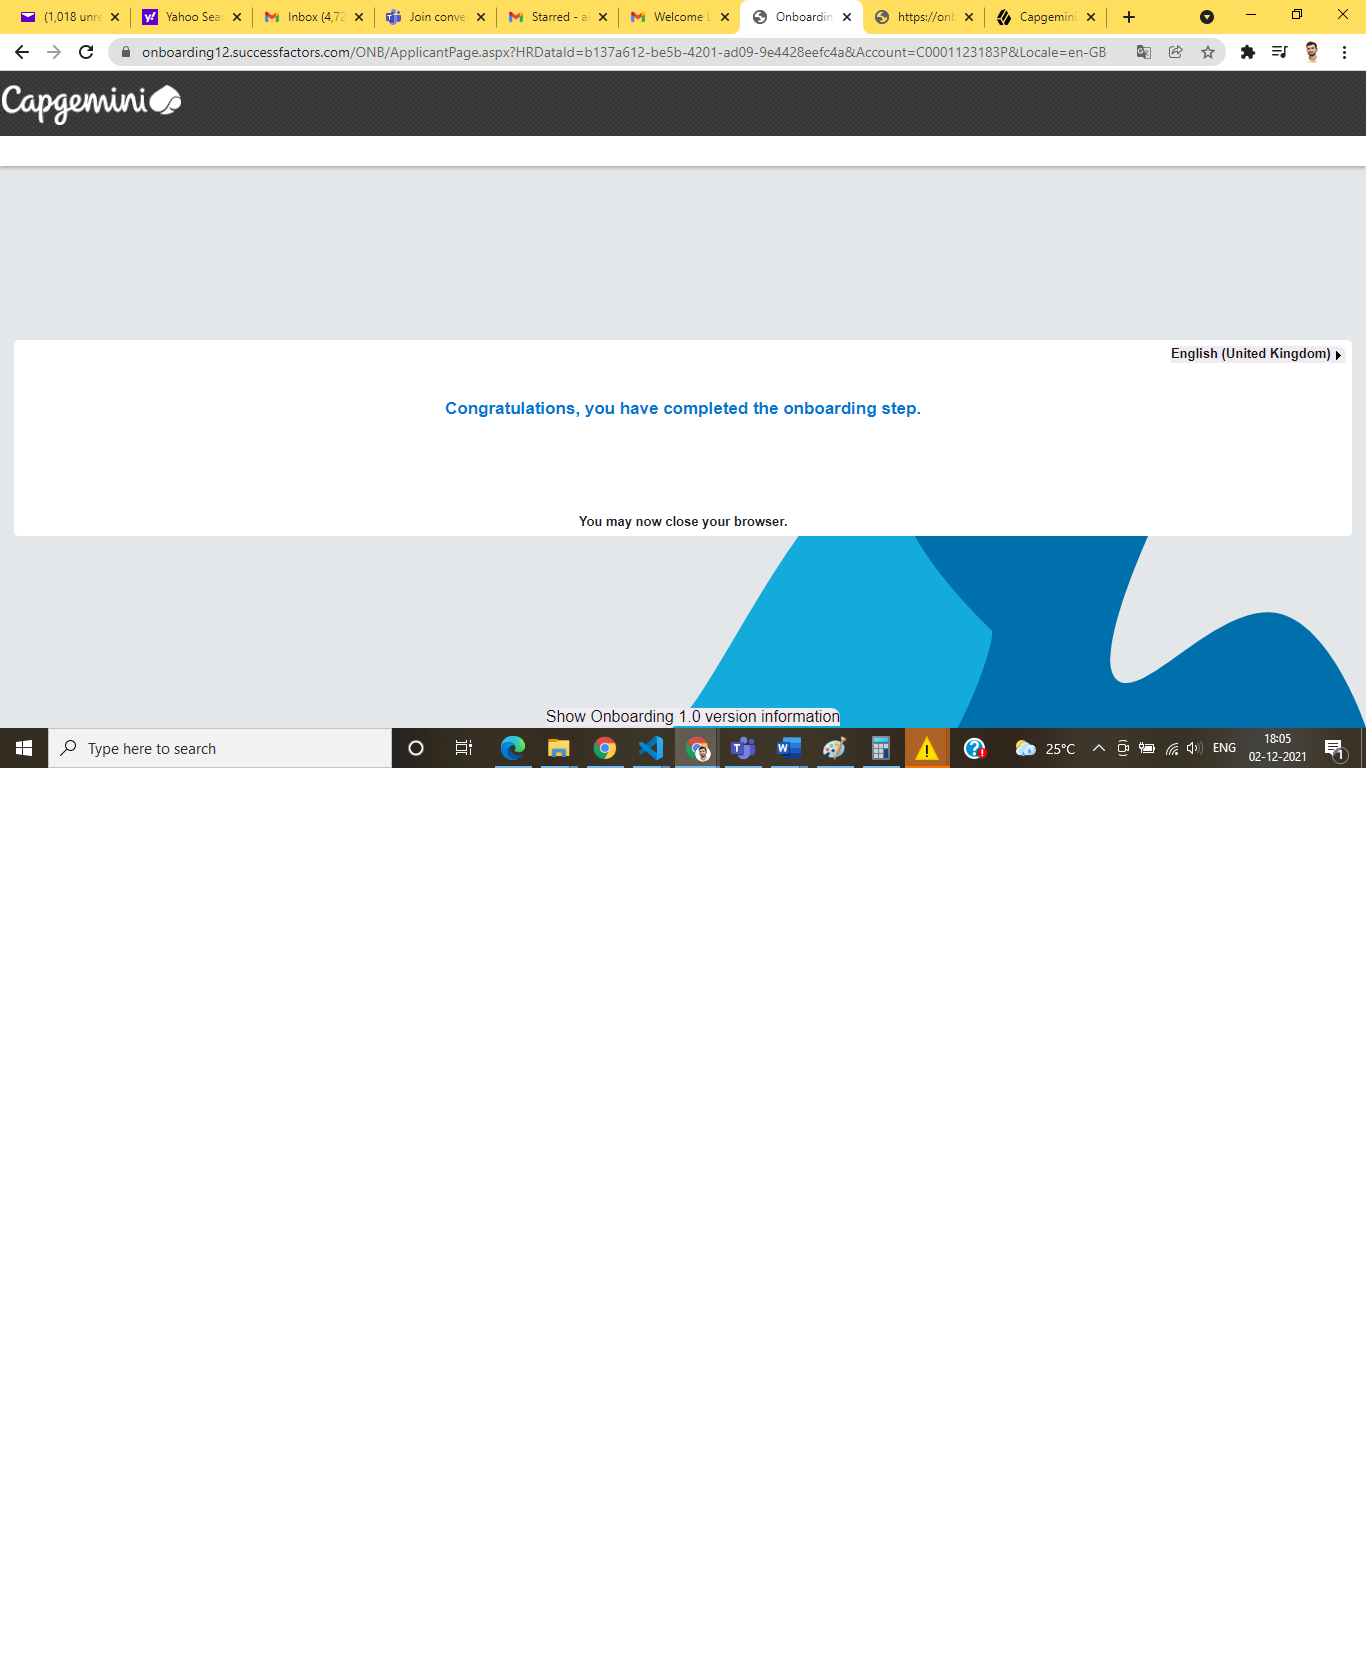 (1,018 unre
Yahoo Sea
Inbox (4,72
Join conve
Starred - a
Welcome
Onboardin
https://onb
Capgemini
onboarding12.successfactors.com/ONB/ApplicantPage.aspx?HRDataId=b137a612-be5b-4201-ad09-9e4428eefc4a&Account=C0001123183P&Locale=en-GB
Capgemini
English (United Kingdom)
Congratulations, you have completed the onboarding step.
You may now close your browser.
Show Onboarding 1.0 version information
Type here to search
25°C
ENG
18:05
02-12-2021
1